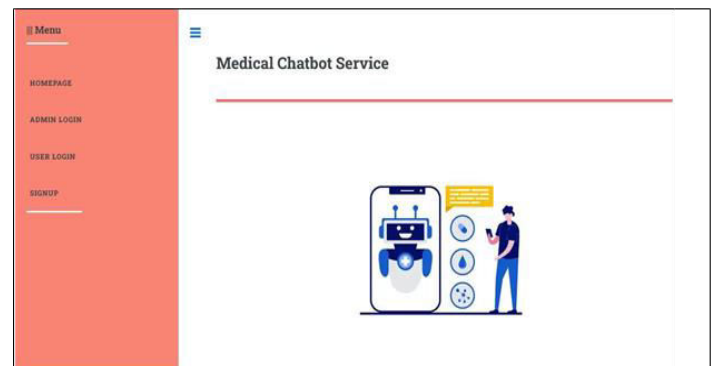 Menu
HOMEPAGE
ADMIN LOGIN
USER LOGIN
SIGNUP
Medical Chatbot Service